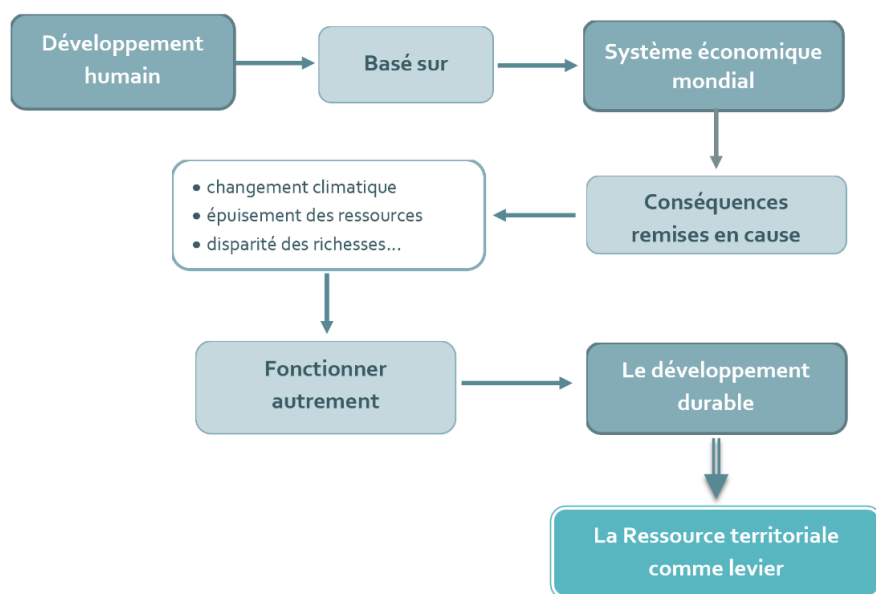 Développement
humain
Basé sur
Système économique
mondial
Conséquences
remises en cause
• changement climatique
• épuisement des ressources
• disparité des richesses...
Fonctionner
autrement
Le développement
durable
La Ressource territoriale
comme levier